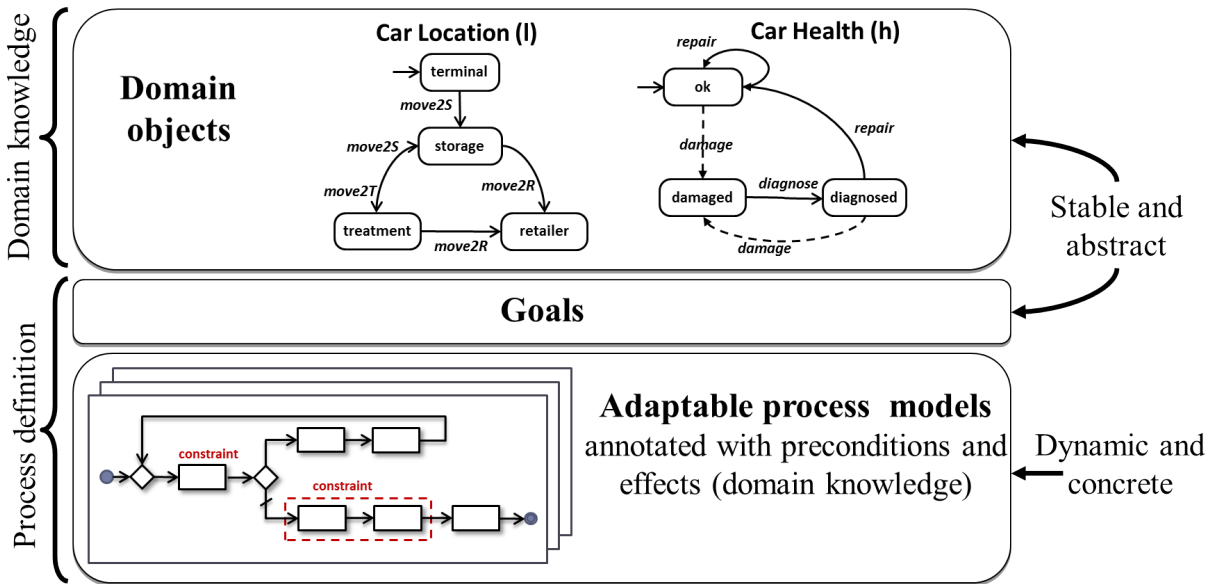 Domain knowledge
Domain
objects
Car Location (l)
terminal
move2S
storage
move2S
move2T
move2R
treatment
retailer
move2R
Car Health (h)
repair
ok
repair
damage
damaged
diagnose
diagnosed
damage
Stable and
abstract
Process definition
Goals
constraint
constraint
Adaptable process models
annotated with preconditions and
effects (domain knowledge)
Dynamic and
concrete